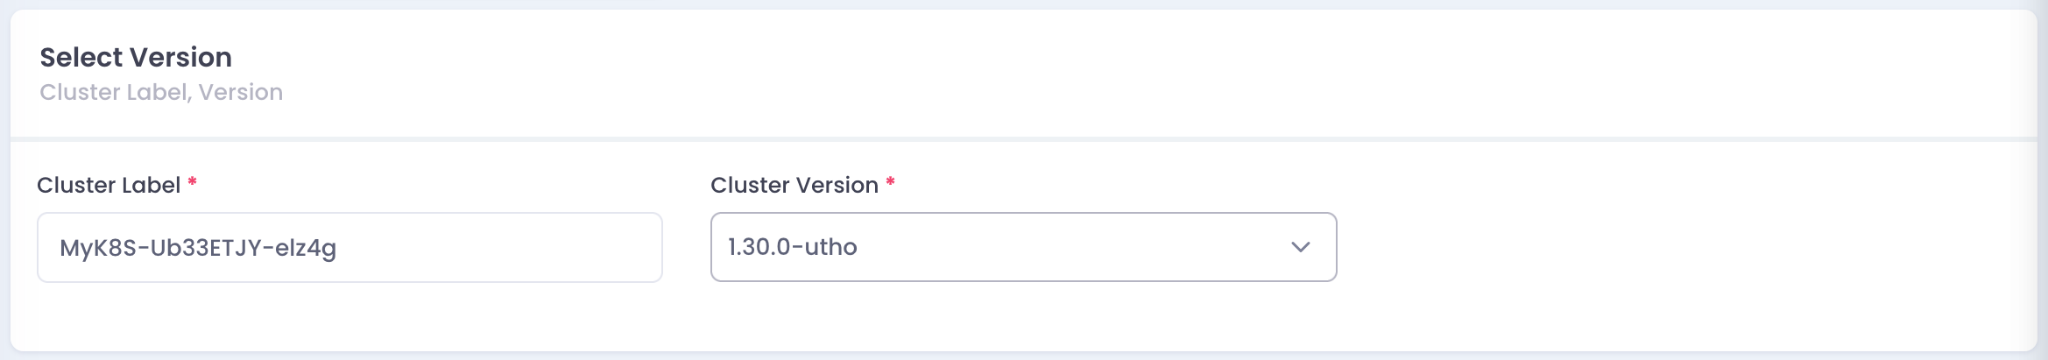 Select Version
Cluster Label, Version
Cluster Label *
Cluster Version *
MyK8S-Ub33ETJY-elz4g
1.30.0-utho